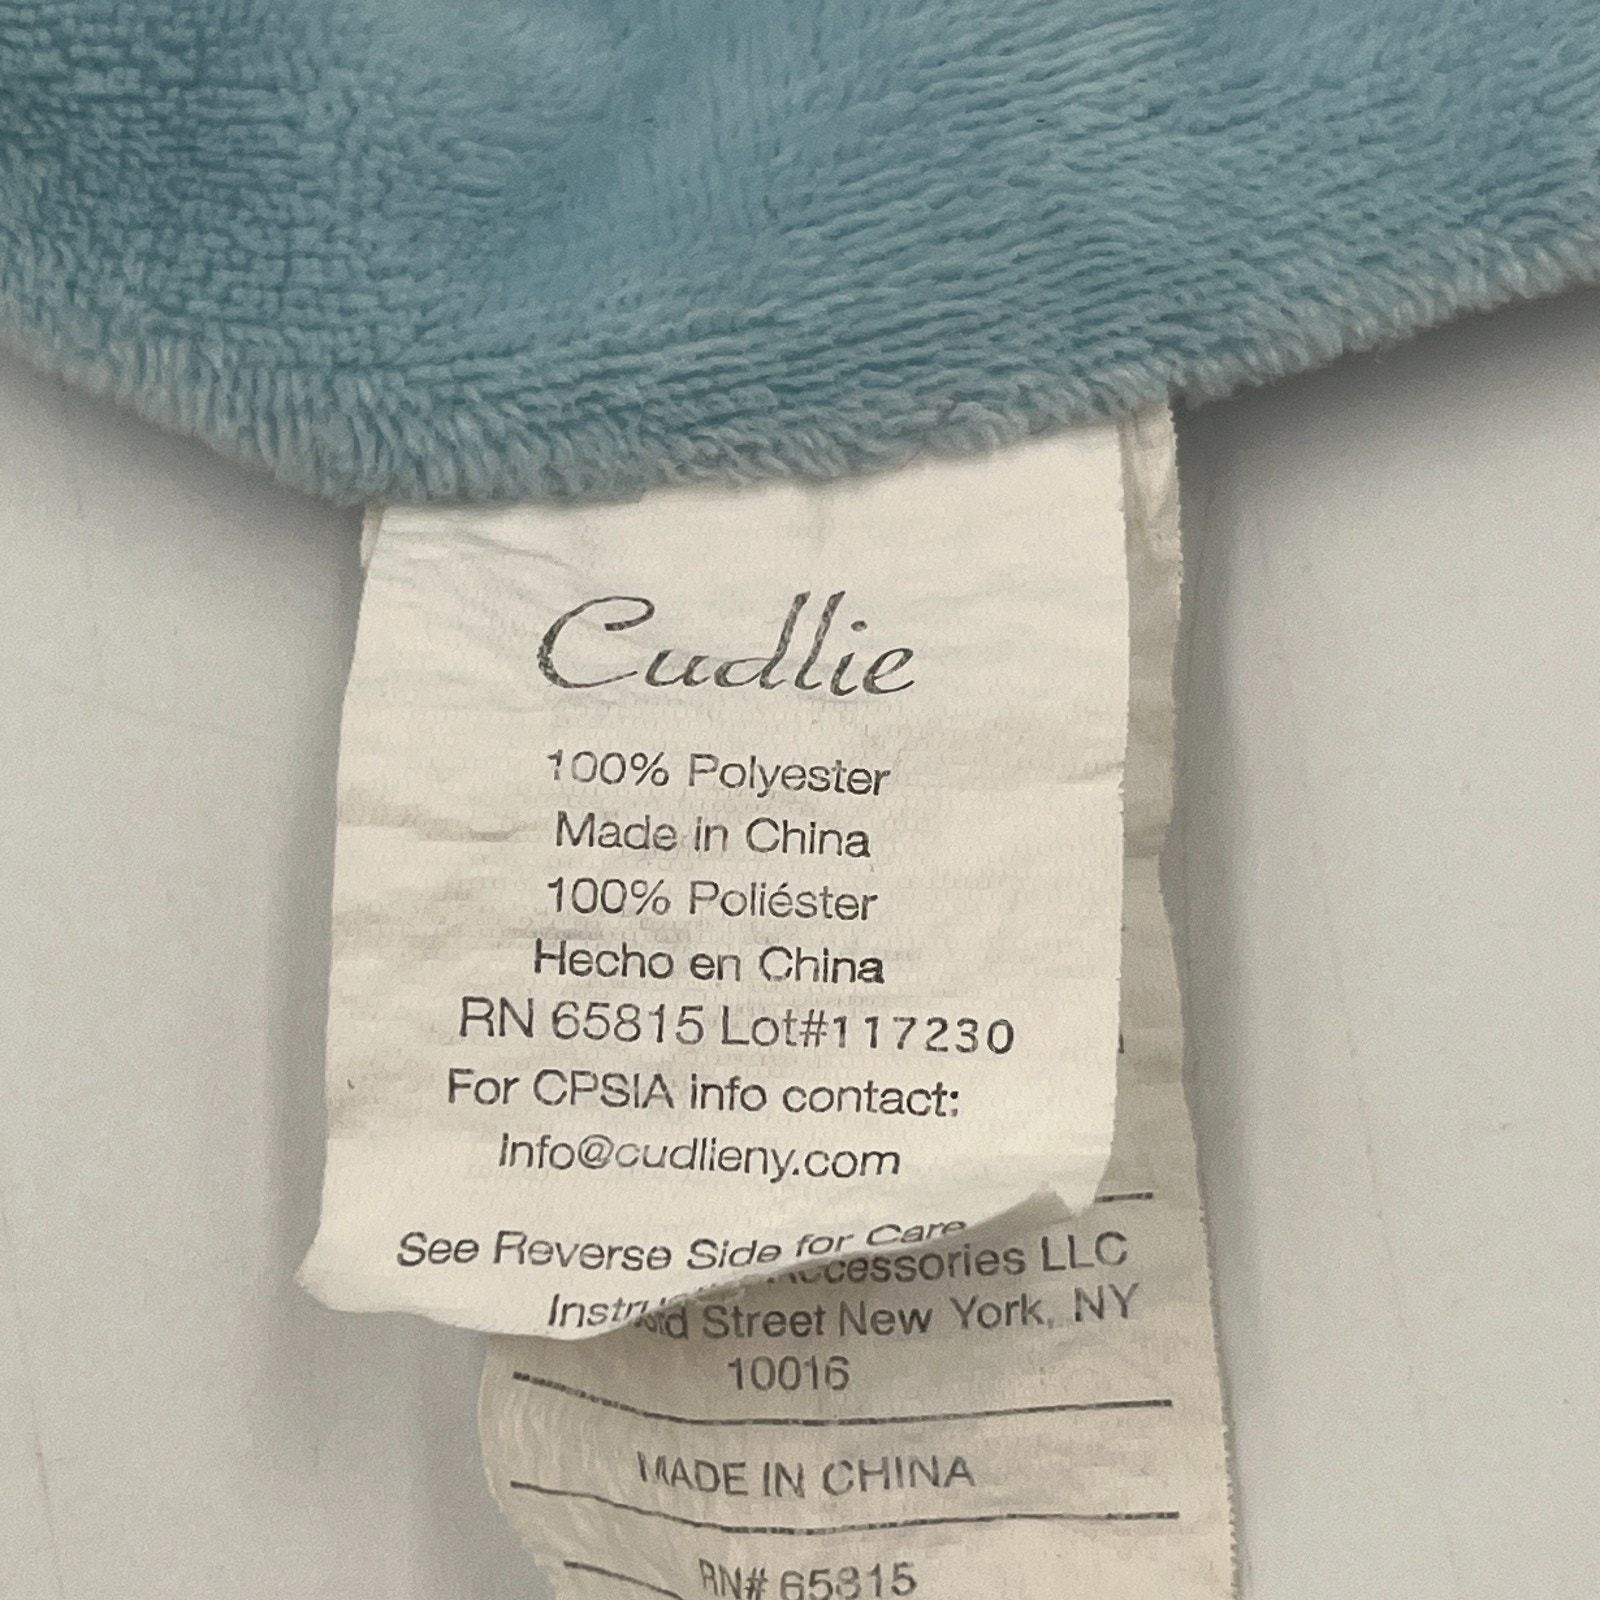 Cudlie
100% Polyester
Made in China
100% Poliéster
Hecho en China
RN 65815 Lot#117230
For CPSIA info contact:
Info@cudlieny.com
See Reverse Side for Care
LLC
Street New York, NY
10016
MADE IN CHINA
RN# 65815